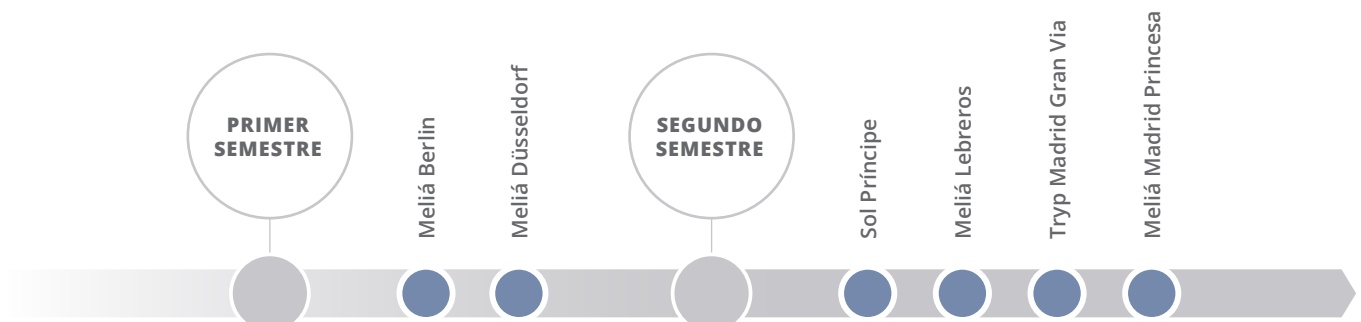 PRIMER
SEMESTRE
Meliá Berlin
Meliá Düsseldorf
SEGUNDO
SEMESTRE
Sol Príncipe
Meliá Lebreros
Tryp Madrid Gran Via
Meliá Madrid Princesa